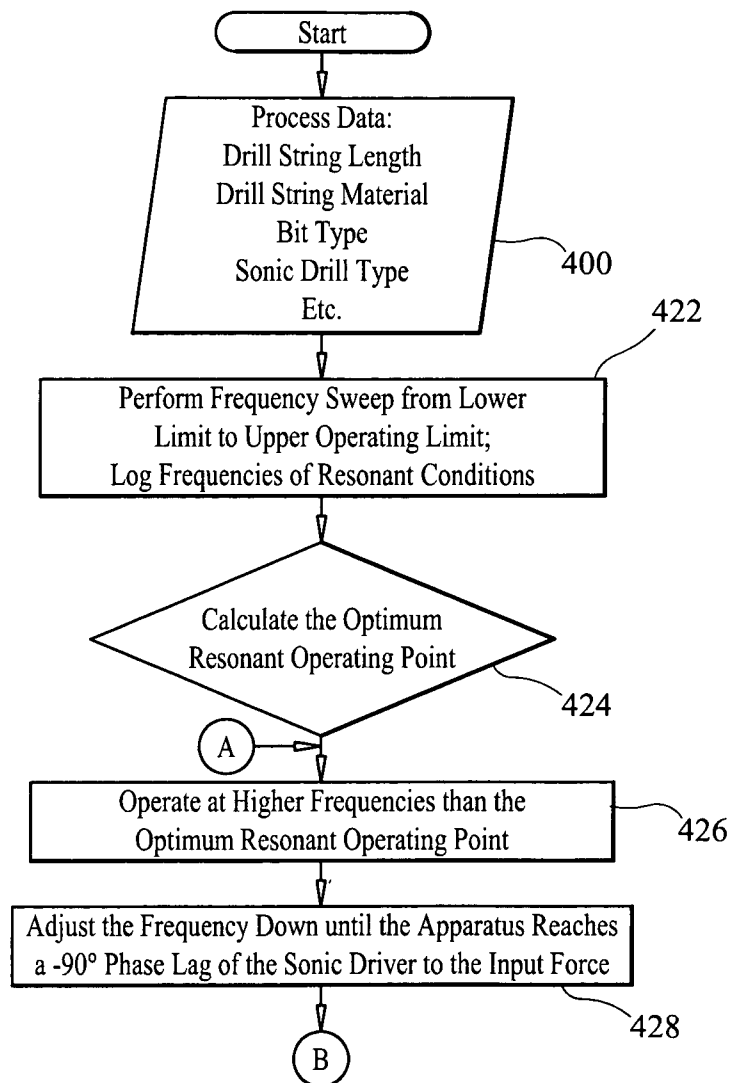 Start
Process Data:
Drill String Length
Drill String Material
Bit Type
Sonic Drill Type
Etc.
400
422
Perform Frequency Sweep from Lower
Limit to Upper Operating Limit;
Log Frequencies of Resonant Conditions
Calculate the Optimum
Resonant Operating Point
424
A
Operate at Higher Frequencies than the
Optimum Resonant Operating Point
426
Adjust the Frequency Down until the Apparatus Reaches
a -90° Phase Lag of the Sonic Driver to the Input Force
428
B